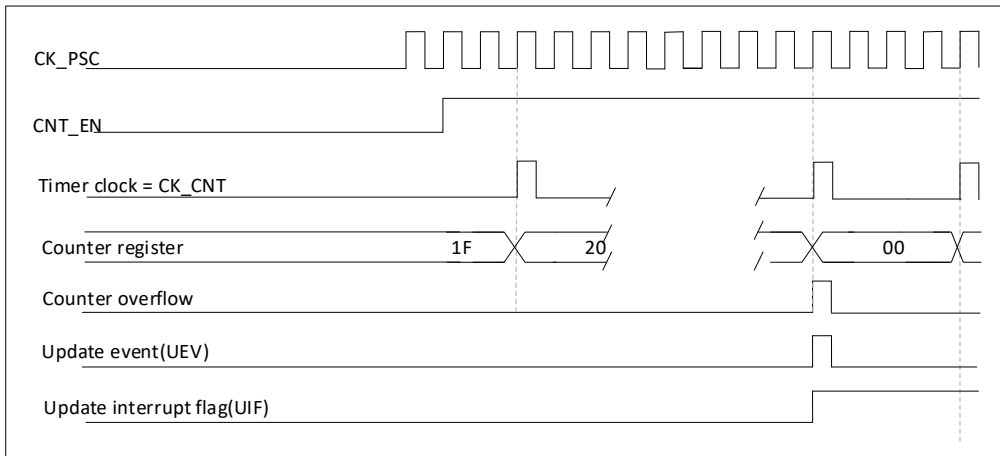 CK_PSC
CNT_EN
Timer clock = CK_CNT
Counter register 1F 20 00
Counter overflow
Update event(UEV)
Update interrupt flag(UIF)